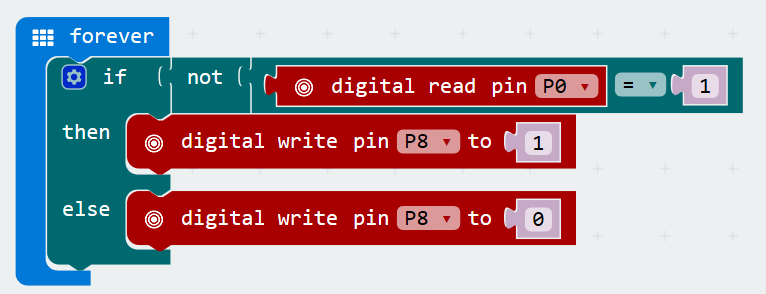 forever
if not digital read pin P0 = 1
then digital write pin P8 to 1
else digital write pin P8 to 0